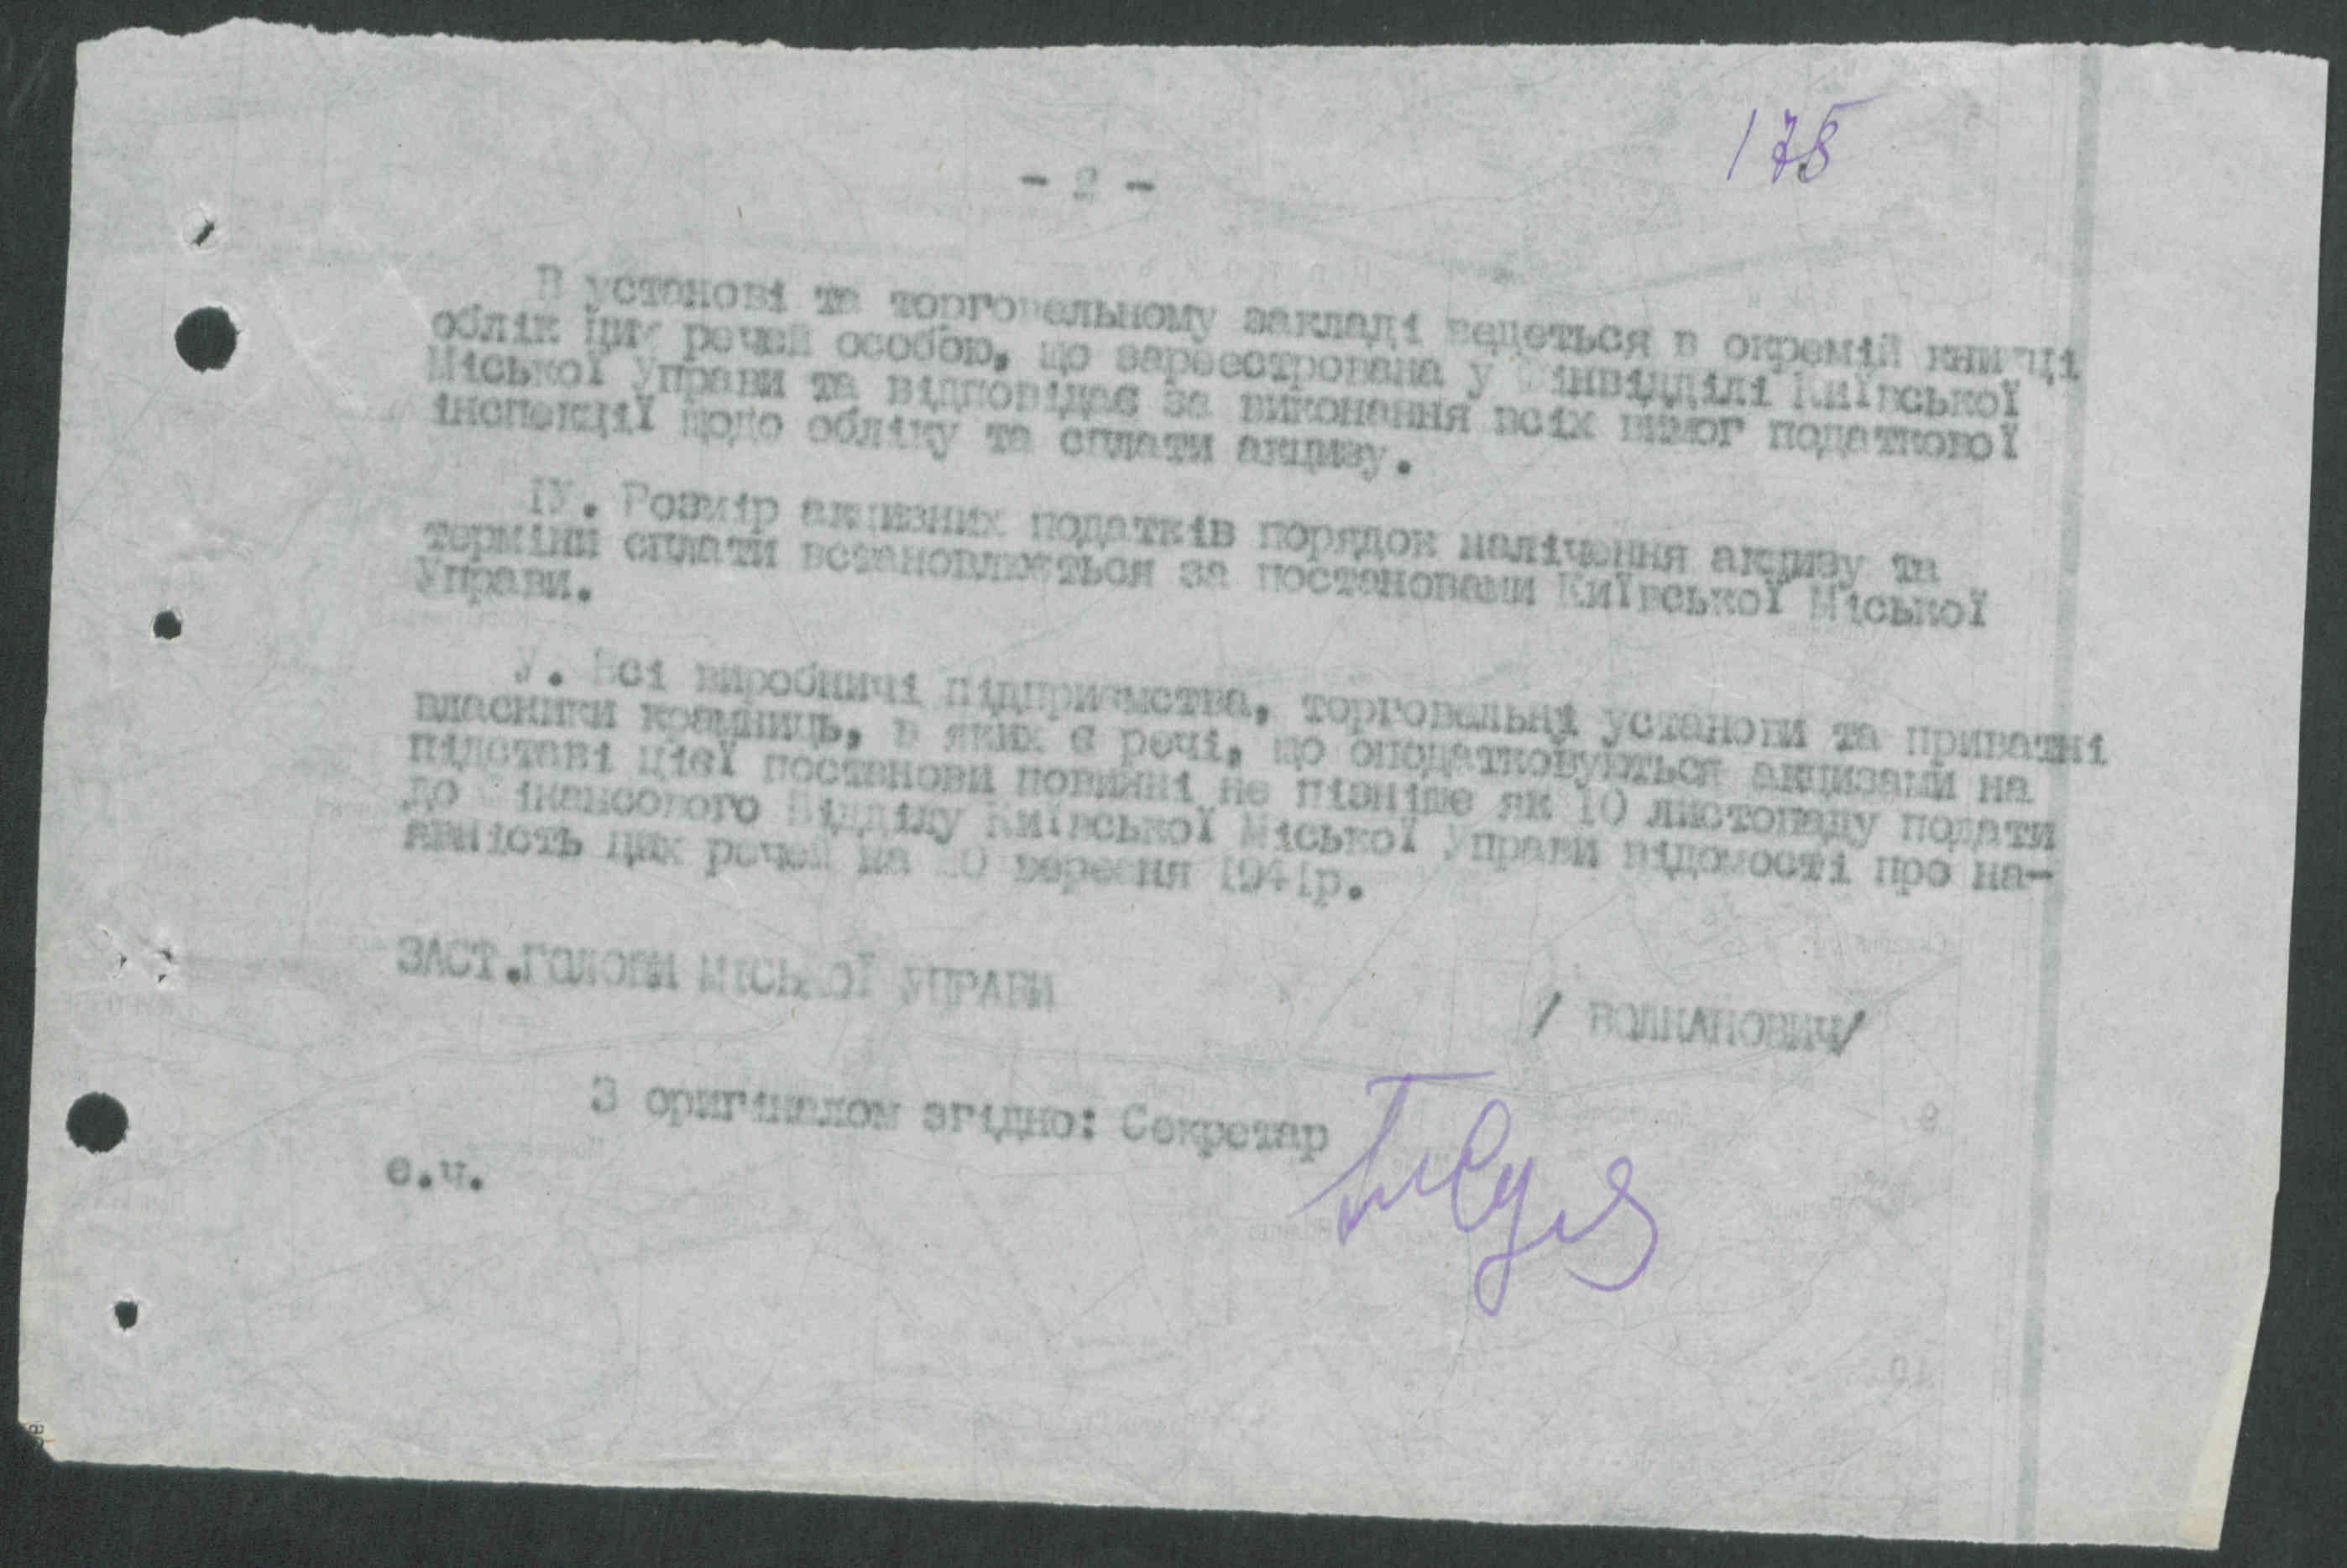 175
- 2 -
В установі та торговельному закладі ведеться в окремій книжці
облік цих речей особою, що зареєстрована у Фінвідділі Київської
Міської Управи та відповідає за виконання всіх вимог податкової
інспекції щодо обліку та сплати акцизу.
ІУ. Розмір акцизних податків порядок налічення акцизу та
терміни сплати встановлюється за постановами Київської Міської
Управи.
У. Всі виробничі підприємства, торговельні установи та приватні
власники крамниць, в яких є речі, що оподатковуються акцизами на
підставі цієї постанови повинні не пізніше як 10 листопаду подати
до Фінансового Відділу Київської Міської Управи відомості про на-
явність цих речей на 20 вересня 1941р.
ЗАСТ.ГОЛОВИ МІСЬКОЇ УПРАВИ
/ ВОЛКАНОВИЧ/
З оригіналом згідно: Секретар
е.ч.